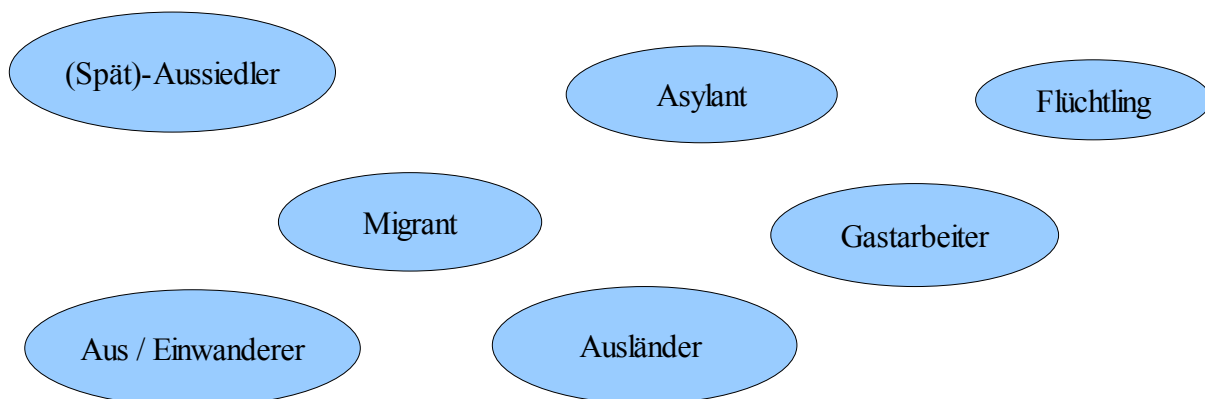 (Spät)-Aussiedler
Asylant
Flüchtling
Migrant
Gastarbeiter
Aus / Einwanderer
Ausländer